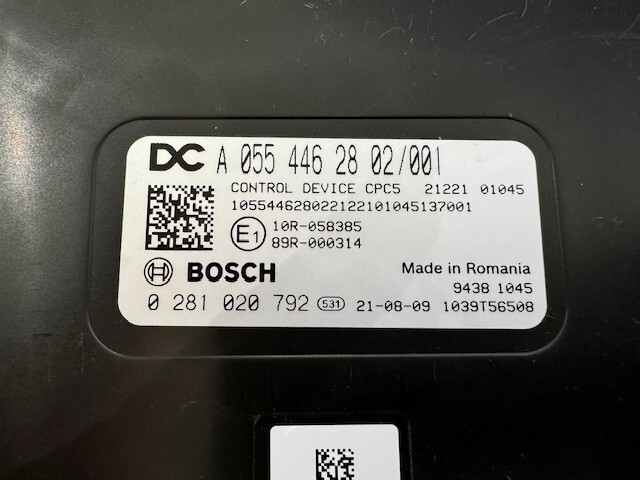 DC A 055 446 28 02/001
CONTROL DEVICE CPC5 21221 01045
105544628022122101045137001
E1 10R-058385
89R-000314
BOSCH Made in Romania
9438 1045
0 281 020 792 531 21-08-09 1039T56508